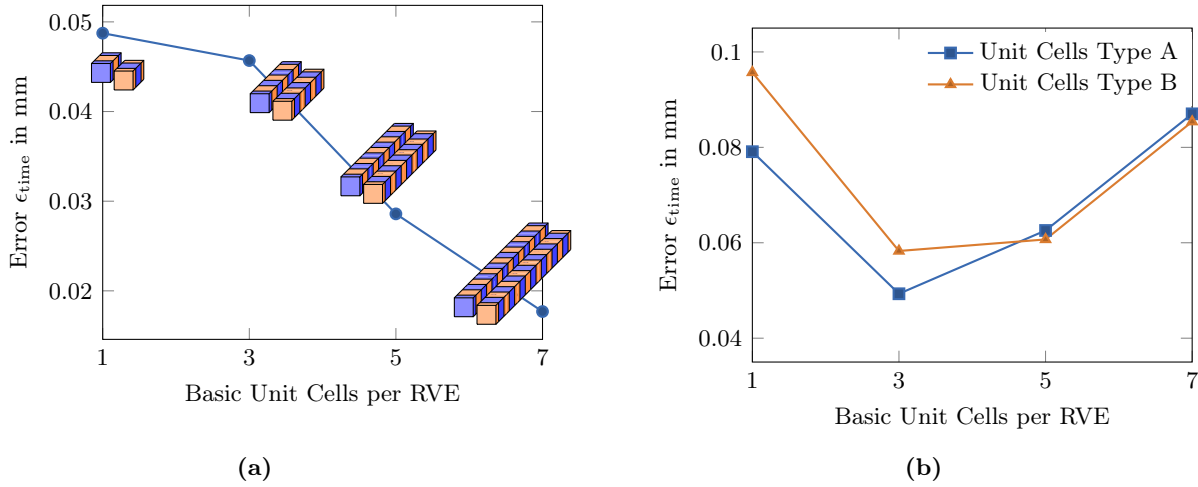 0.05
0.04
0.03
0.02
Error ϵtime in mm
1 3 5 7
Basic Unit Cells per RVE
(a)
0.1
0.08
0.06
0.04
Error ϵtime in mm
Unit Cells Type A
Unit Cells Type B
1 3 5 7
Basic Unit Cells per RVE
(b)